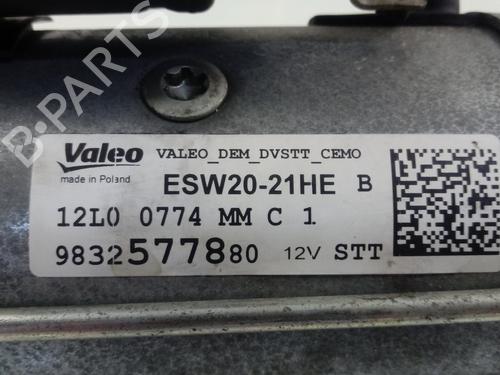 B-PARTS
Valeo VALEO_DEM_DVSTT_CEMO
made in Poland
ESW20-21HE B
12L0 0774 MM C 1
9832577880 12V STT